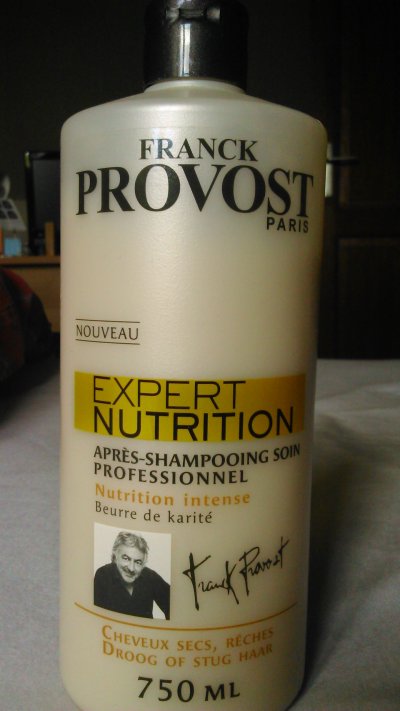 FRANCK
PROVOST
PARIS
NOUVEAU
EXPERT
NUTRITION
APRÈS-SHAMPOOING SOIN
PROFESSIONNEL
Nutrition intense
Beurre de karité
Franck Provost
CHEVEUX SECS, RÊCHES
DROOG OF STUG HAAR
750 ML